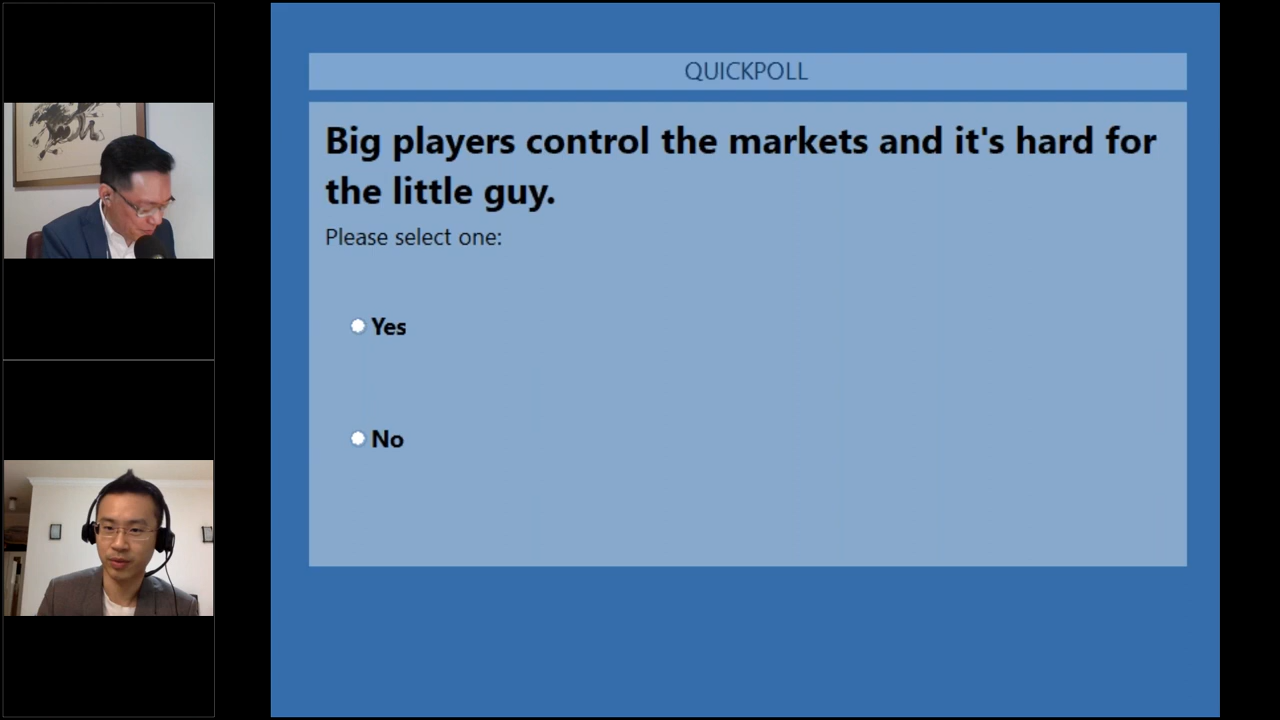 QUICKPOLL
Big players control the markets and it's hard for
the little guy.
Please select one:
Yes
No